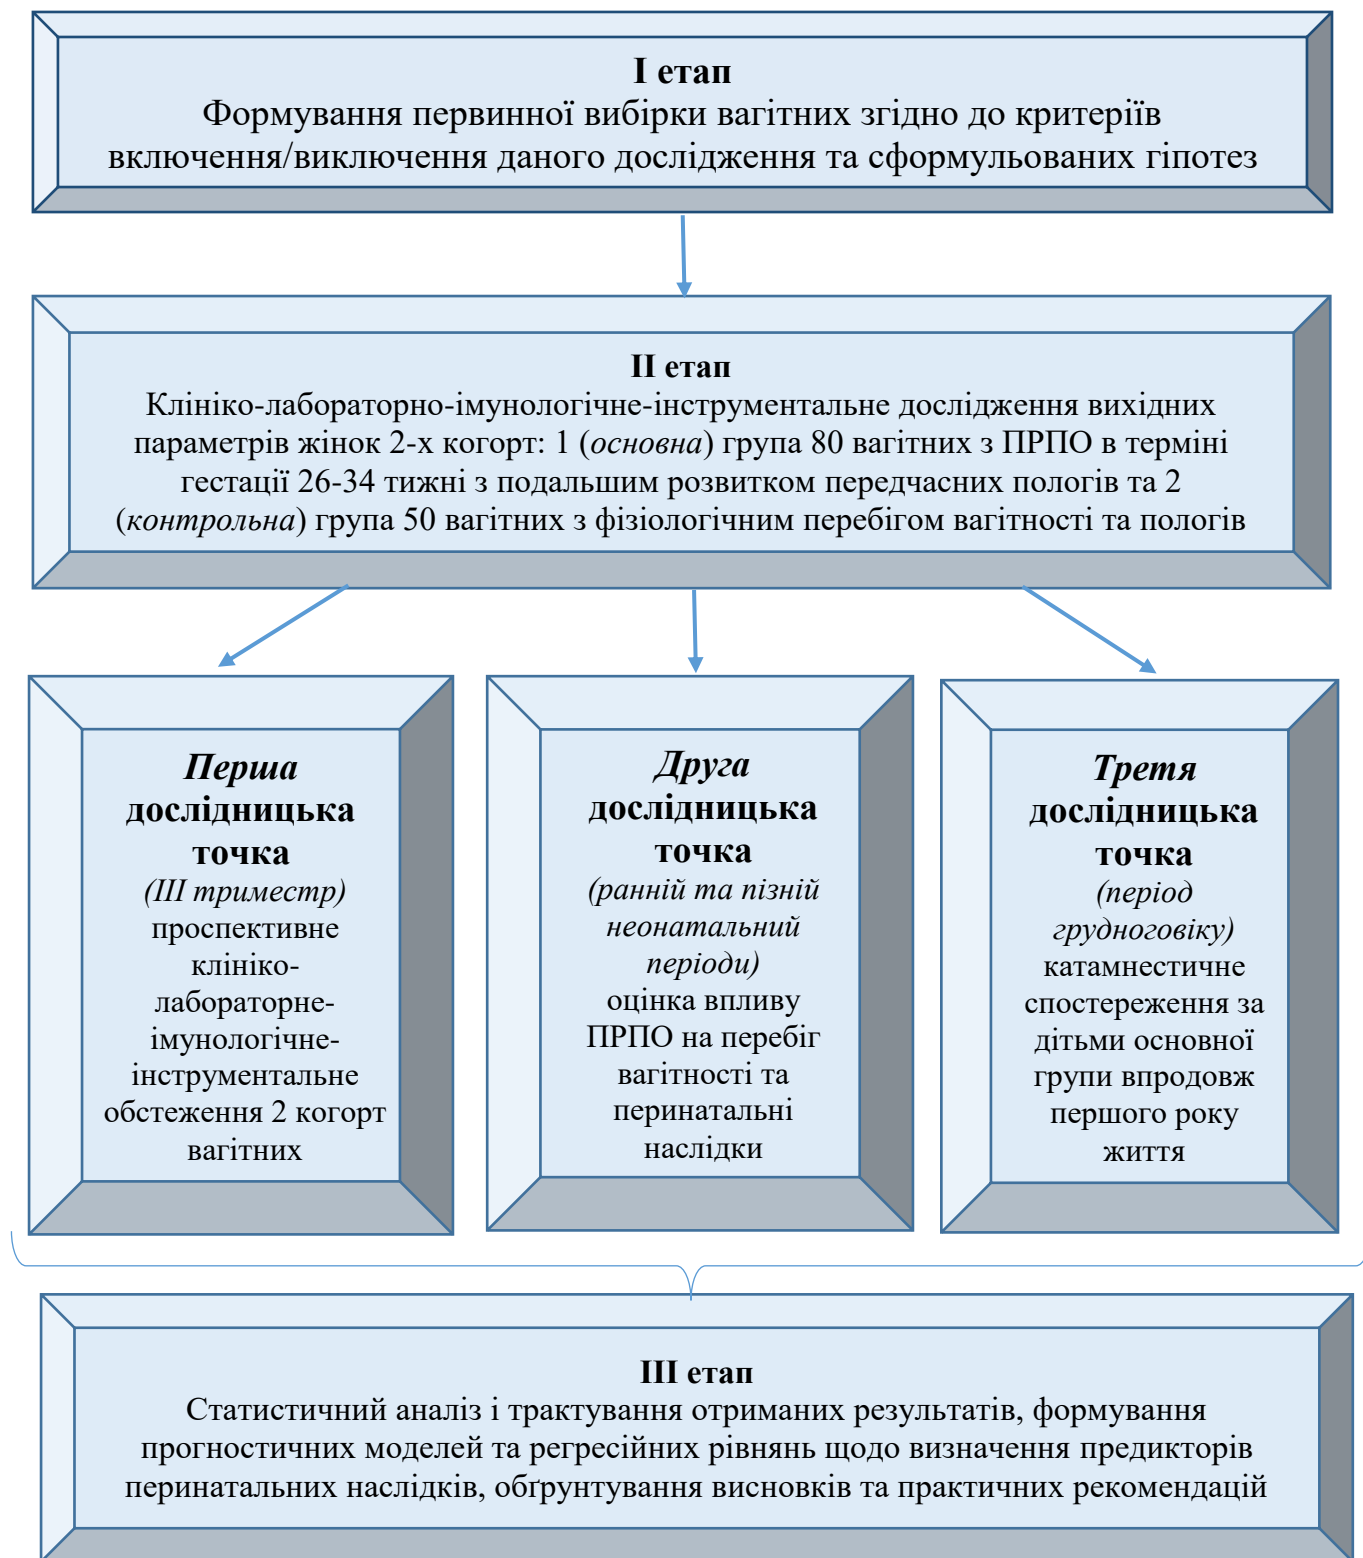 І етап
Формування первинної вибірки вагітних згідно до критеріїв
включення/виключення даного дослідження та сформульованих гіпотез
ІІ етап
Клініко-лабораторно-імунологічне-інструментальне дослідження вихідних
параметрів жінок 2-х когорт: 1 (основна) група 80 вагітних з ПРПО в терміні
гестації 26-34 тижні з подальшим розвитком передчасних пологів та 2
(контрольна) група 50 вагітних з фізіологічним перебігом вагітності та пологів
Перша
дослідницька
точка
(ІІІ триместр)
проспективне
клініко-
лабораторне-
імунологічне-
інструментальне
обстеження 2 когорт
вагітних
Друга
дослідницька
точка
(ранній та пізній
неонатальний
періоди)
оцінка впливу
ПРПО на перебіг
вагітності та
перинатальні
наслідки
Третя
дослідницька
точка
(період
грудноговіку)
катамнестичне
спостереження за
дітьми основної
групи впродовж
першого року
життя
ІІІ етап
Статистичний аналіз і трактування отриманих результатів, формування
прогностичних моделей та регресійних рівнянь щодо визначення предикторів
перинатальних наслідків, обґрунтування висновків та практичних рекомендацій